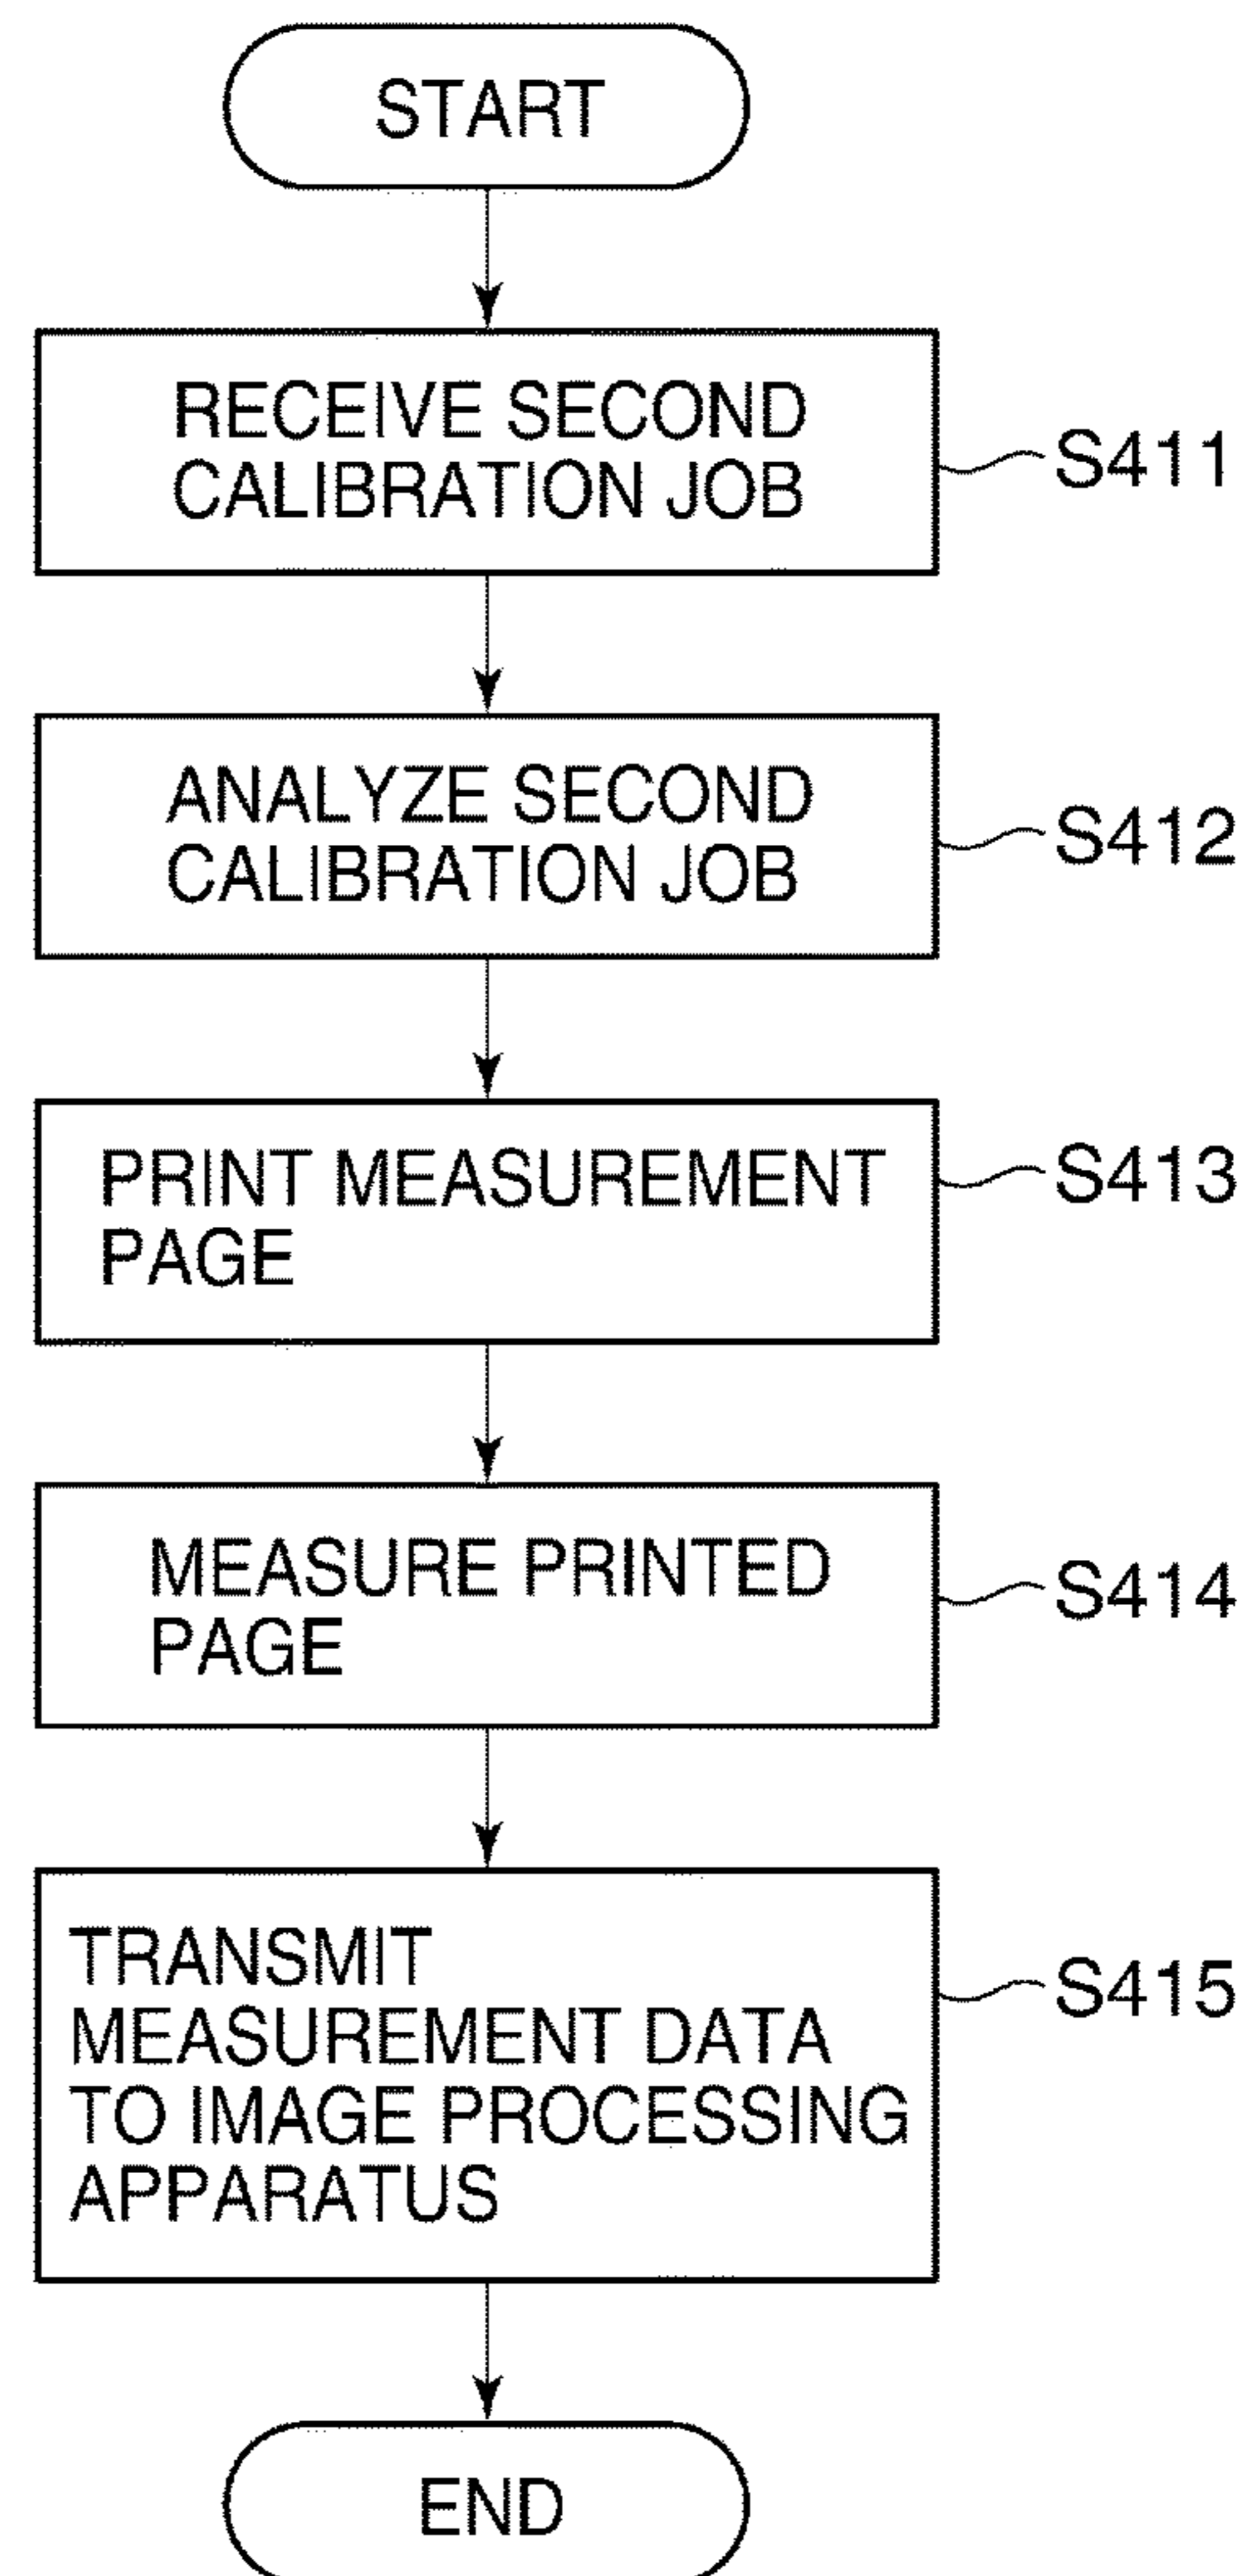 START
RECEIVE SECOND
CALIBRATION JOB
S411
ANALYZE SECOND
CALIBRATION JOB
S412
PRINT MEASUREMENT
PAGE
S413
MEASURE PRINTED
PAGE
S414
TRANSMIT
MEASUREMENT DATA
TO IMAGE PROCESSING
APPARATUS
S415
END